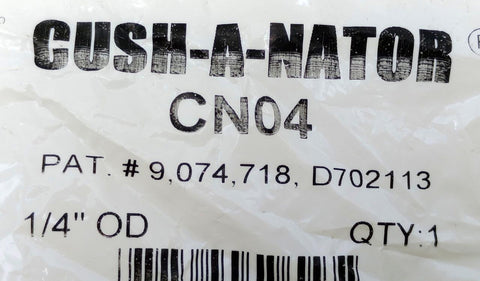 CUSH-A-NATOR
CN04
PAT. # 9,074,718, D702113
1/4" OD QTY:1